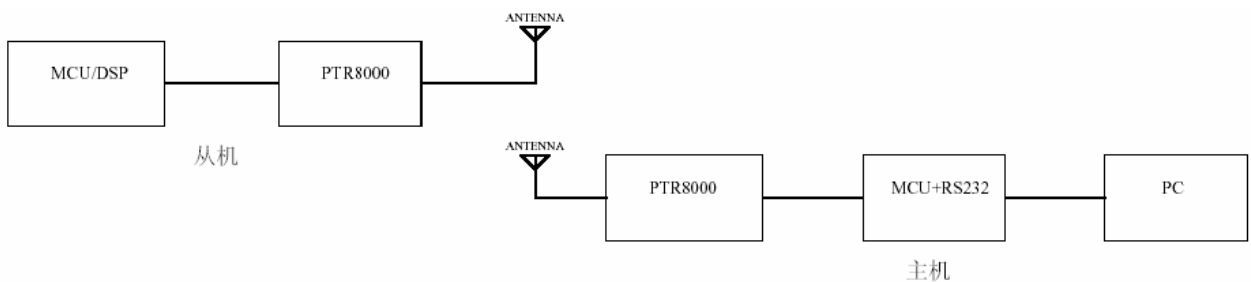 ANTENNA
MCU/DSP
PTR8000
从机
ANTENNA
PTR8000
MCU+RS232
PC
主机